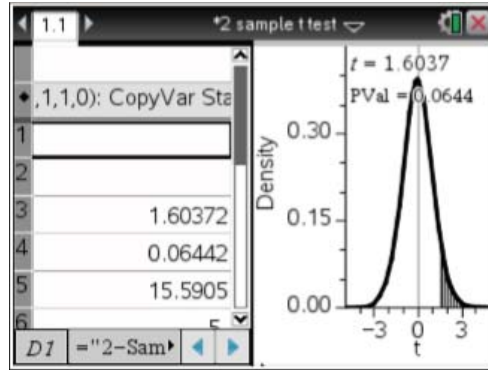 1.1
*2 sample t test
,1,1,0): CopyVar Sta
1
2
3 1.60372
4 0.06442
5 15.5905
6 5
D1 ="2-Sam
t = 1.6037
PVal = 0.0644
Density
0.30
0.15
0.00
-3 0 3
t